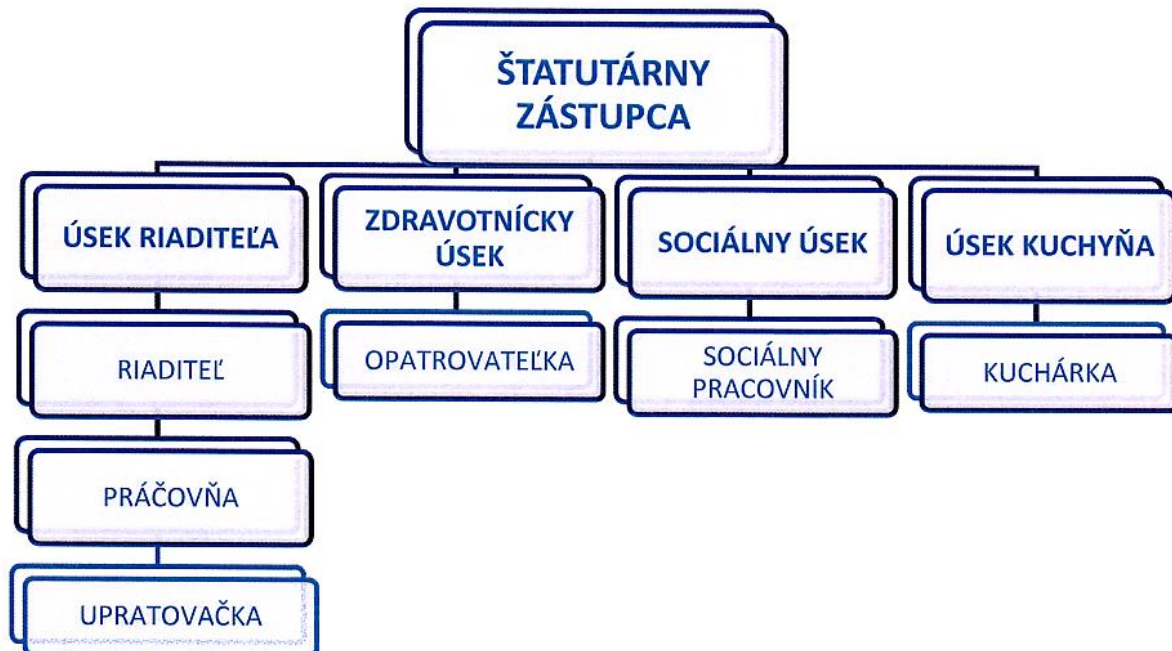 ŠTATUTÁRNY
ZÁSTUPCA
ÚSEK RIADITEĽA
ZDRAVOTNÍCKY
ÚSEK
SOCIÁLNY ÚSEK
ÚSEK KUCHYŇA
RIADITEĽ
OPATROVATEĽKA
SOCIÁLNY
PRACOVNÍK
KUCHÁRKA
PRÁČOVŇA
UPRATOVAČKA